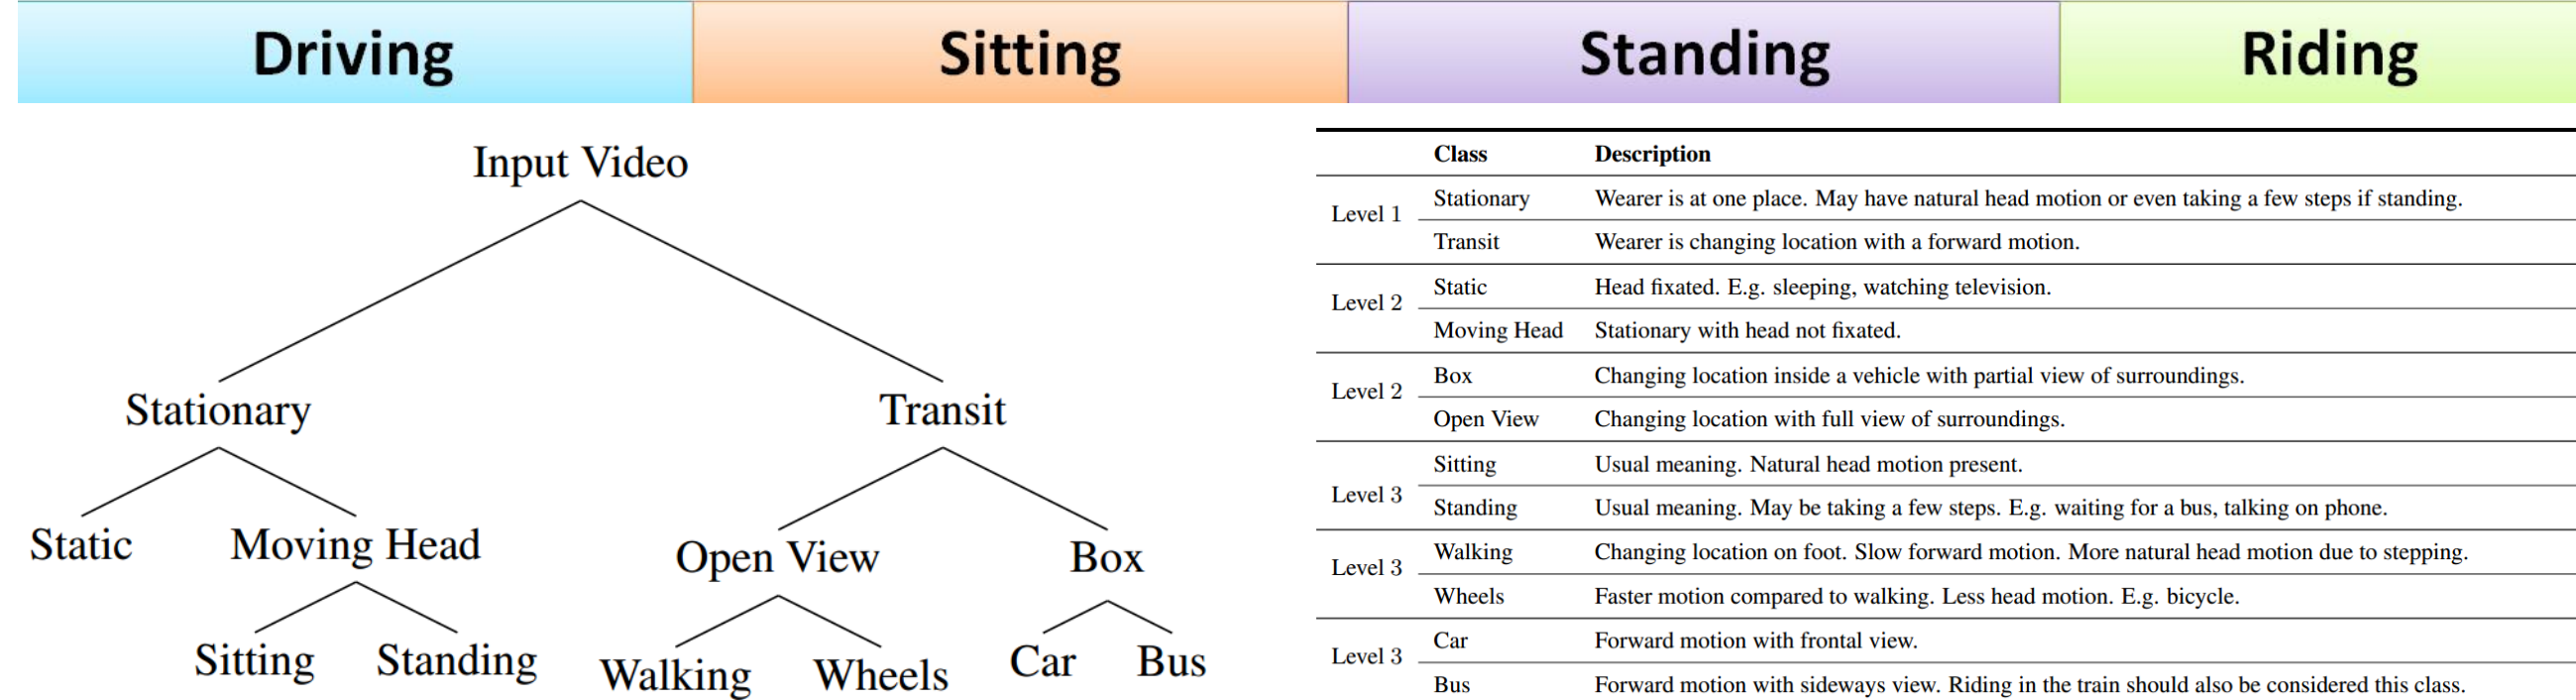 Driving Sitting Standing Riding
Input Video
Stationary Transit
Static Moving Head Open View Box
Sitting Standing Walking Wheels Car Bus
Class Description
Level 1
Stationary Wearer is at one place. May have natural head motion or even taking a few steps if standing.
Transit Wearer is changing location with a forward motion.
Level 2
Static Head fixated. E.g. sleeping, watching television.
Moving Head Stationary with head not fixated.
Level 2
Box Changing location inside a vehicle with partial view of surroundings.
Open View Changing location with full view of surroundings.
Level 3
Sitting Usual meaning. Natural head motion present.
Standing Usual meaning. May be taking a few steps. E.g. waiting for a bus, talking on phone.
Level 3
Walking Changing location on foot. Slow forward motion. More natural head motion due to stepping.
Wheels Faster motion compared to walking. Less head motion. E.g. bicycle.
Level 3
Car Forward motion with frontal view.
Bus Forward motion with sideways view. Riding in the train should also be considered this class.